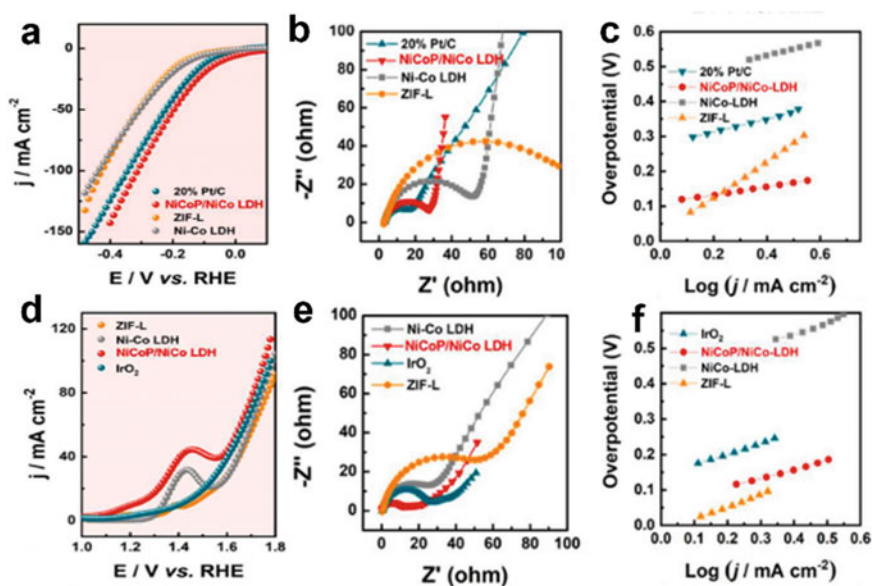 a
0
-50
-100
-150
j / mA cm⁻²
20% Pt/C
NiCoP/NiCo LDH
ZIF-L
Ni-Co LDH
-0.4
-0.2
0.0
E / V vs. RHE
b
100
80
60
40
20
0
-Z'' (ohm)
20% Pt/C
NiCoP/NiCo LDH
Ni-Co LDH
ZIF-L
0
20
40
60
80
100
Z' (ohm)
c
0.6
0.5
0.4
0.3
0.2
0.1
0.0
Overpotential (V)
20% Pt/C
NiCoP/NiCo-LDH
NiCo-LDH
ZIF-L
0.0
0.2
0.4
0.6
0.8
Log (j / mA cm⁻²)
d
120
80
40
0
j / mA cm⁻²
ZIF-L
Ni-Co LDH
NiCoP/NiCo LDH
IrO₂
1.0
1.2
1.4
1.6
1.8
E / V vs. RHE
e
100
80
60
40
20
0
-Z'' (ohm)
Ni-Co LDH
NiCoP/NiCo LDH
IrO₂
ZIF-L
0
20
40
60
80
100
Z' (ohm)
f
0.5
0.4
0.3
0.2
0.1
0.0
Overpotential (V)
IrO₂
NiCoP/NiCo-LDH
NiCo-LDH
ZIF-L
0.0
0.1
0.2
0.3
0.4
0.5
Log (j / mA cm⁻²)